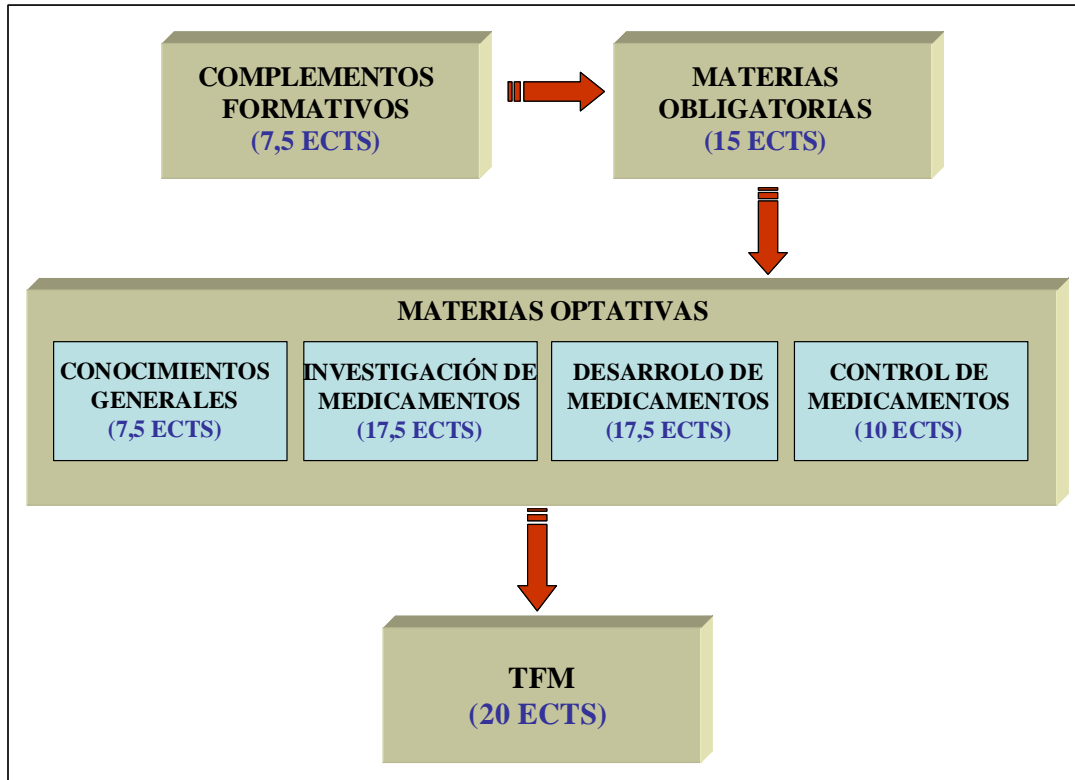 COMPLEMENTOS
FORMATIVOS
(7,5 ECTS)
MATERIAS
OBLIGATORIAS
(15 ECTS)
MATERIAS OPTATIVAS
CONOCIMIENTOS
GENERALES
(7,5 ECTS)
INVESTIGACIÓN DE
MEDICAMENTOS
(17,5 ECTS)
DESARROLO DE
MEDICAMENTOS
(17,5 ECTS)
CONTROL DE
MEDICAMENTOS
(10 ECTS)
TFM
(20 ECTS)